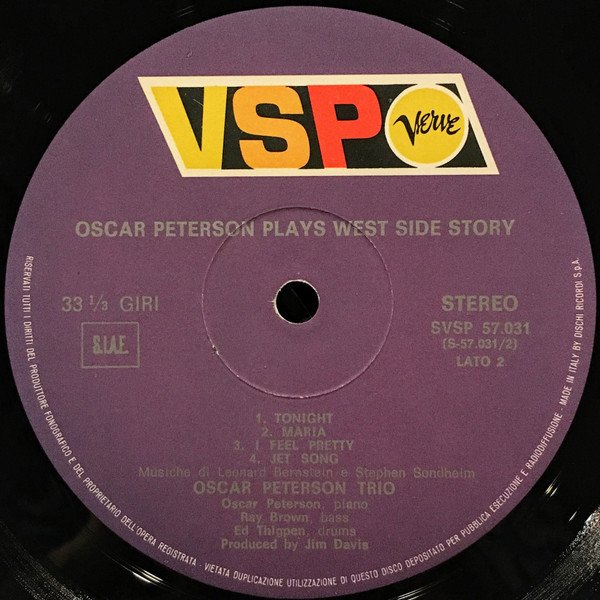 VSP
Verve
OSCAR PETERSON PLAYS WEST SIDE STORY
33 1/3 GIRI
S.I.A.E.
STEREO
SVSP 57.031
(S-57.031/2)
LATO 2
1. TONIGHT
2. MARIA
3. I FEEL PRETTY
4. JET SONG
Musiche di Leonard Bernstein e Stephen Sondheim
OSCAR PETERSON TRIO
Oscar Peterson, piano
Ray Brown, bass
Ed Thigpen, drums
Produced by Jim Davis
RISERVATI TUTTI I DIRITTI DEL PRODUTTORE FONOGRAFICO E DEL PROPRIETARIO DELL'OPERA REGISTRATA - VIETATA DUPLICAZIONE UTILIZZAZIONE DI QUESTO DISCO DEPOSITATO PER PUBBLICA ESECUZIONE E RADIODIFFUSIONE - MADE IN ITALY BY DISCHI RICORDI S.p.A.